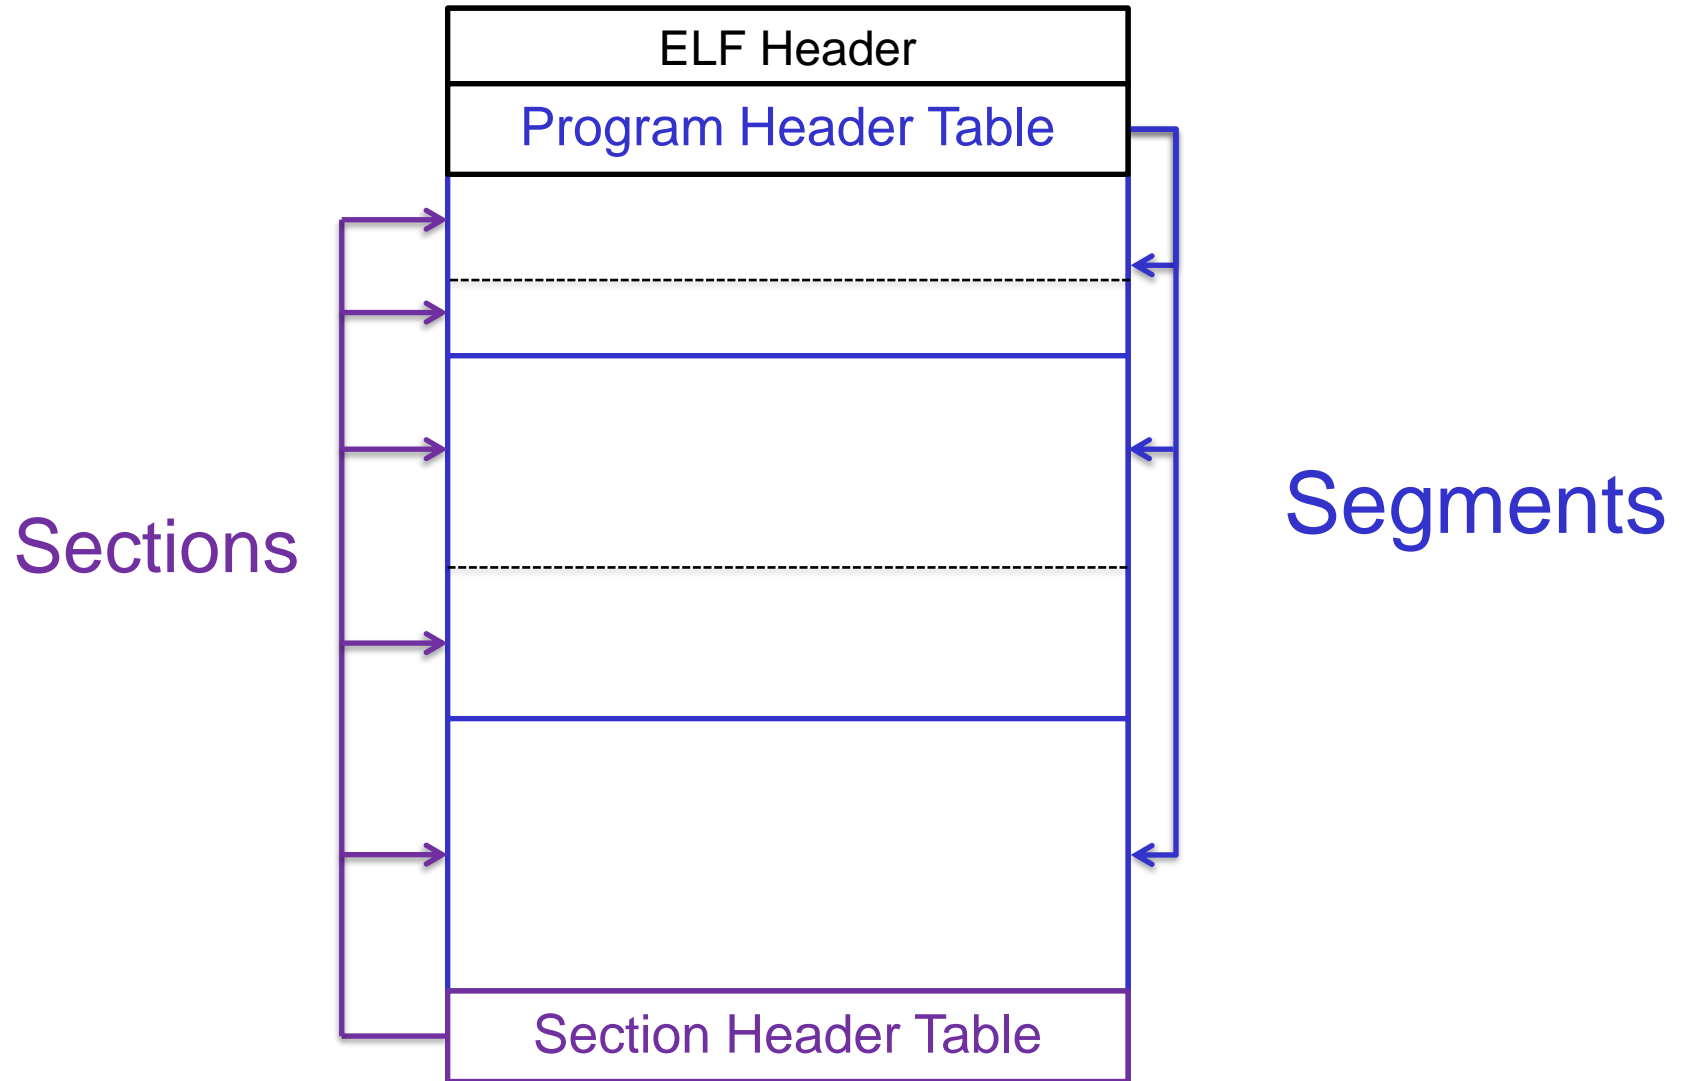 ELF Header
Program Header Table
Segments
Sections
Section Header Table